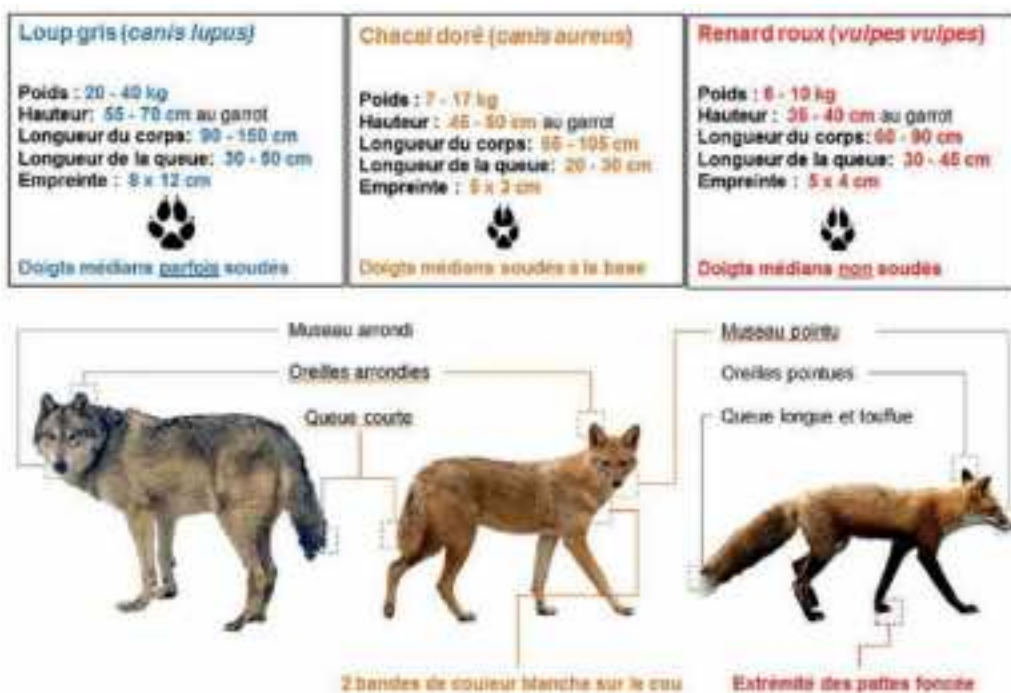 Loup gris (canis lupus)
Poids : 20 - 40 kg
Hauteur: 55 - 70 cm au garrot
Longueur du corps: 90 - 150 cm
Longueur de la queue: 30 - 50 cm
Empreinte : 8 x 12 cm
Doigts médians parfois soudés
Chacal doré (canis aureus)
Poids : 7 - 17 kg
Hauteur : 45 - 50 cm au garrot
Longueur du corps: - 105 cm
Longueur de la queue: 20 - 30 cm
Empreinte : 5 x 3 cm
Doigts médians soudés à la base
Renard roux (vulpes vulpes)
Poids : 6 - 10 kg
Hauteur : 35 - 40 cm au garrot
Longueur du corps: 60 - 90 cm
Longueur de la queue: 30 - 45 cm
Empreinte : 5 x 4 cm
Doigts médians non soudés
Museau arrondi
Museau pointu
Oreilles arrondies
Oreilles pointues
Queue courte
Queue longue et touffue
2 bandes de couleur blanche sur le cou
Extrémité des pattes foncée